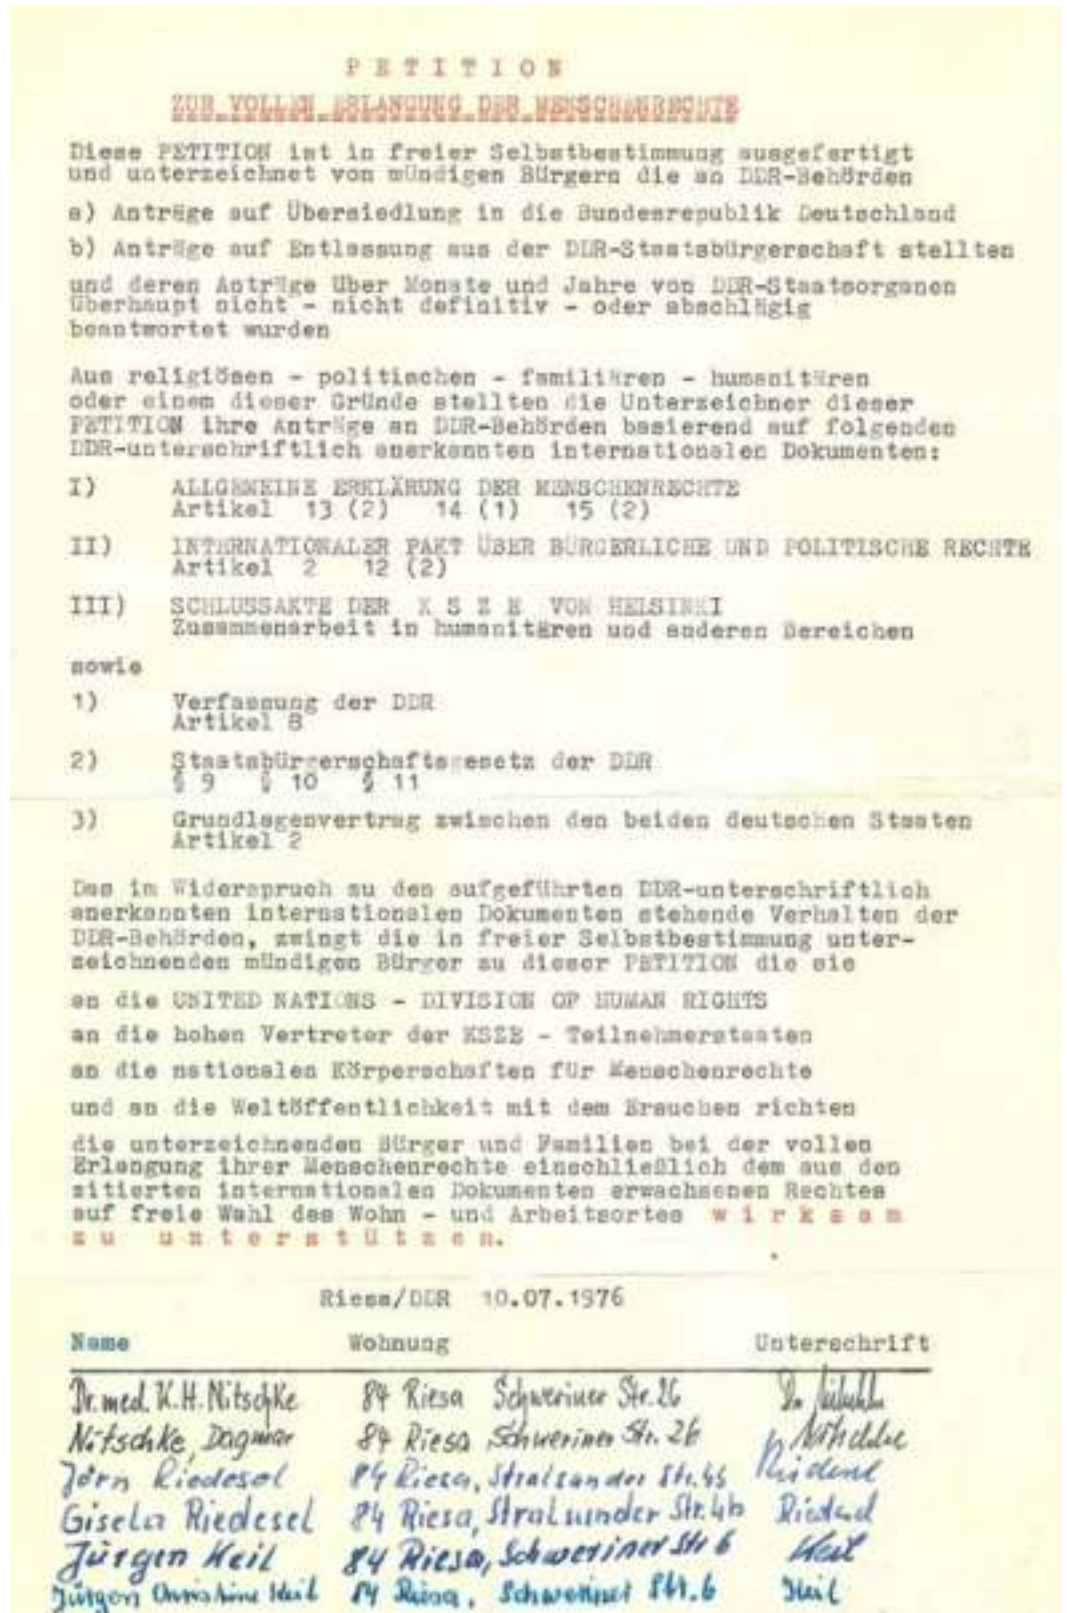 PETITION
ZUR VOLLEN ERLANGUNG DER MENSCHENRECHTE
Diese PETITION ist in freier Selbstbestimmung ausgefertigt
und unterzeichnet von mündigen Bürgern die an DDR-Behörden
a) Anträge auf Übersiedlung in die Bundesrepublik Deutschland
b) Anträge auf Entlassung aus der DDR-Staatsbürgerschaft stellten
und deren Anträge über Monate und Jahre von DDR-Staatsorganen
überhaupt nicht - nicht definitiv - oder abschlägig
beantwortet wurden
Aus religiösen - politischen - familiären - humanitären
oder einem dieser Gründe stellten die Unterzeichner dieser
PETITION ihre Anträge an DDR-Behörden basierend auf folgenden
DDR-unterschriftlich anerkannten internationalen Dokumenten:
I) ALLGEMEINE ERKLÄRUNG DER MENSCHENRECHTE
Artikel 13 (2) 14 (1) 15 (2)
II) INTERNATIONALER PAKT ÜBER BÜRGERLICHE UND POLITISCHE RECHTE
Artikel 2 12 (2)
III) SCHLUSSAKTE DER K S Z E VON HELSINKI
Zusammenarbeit in humanitären und anderen Bereichen
sowie
1) Verfassung der DDR
Artikel 8
2) Staatsbürgerschaftsgesetz der DDR
§ 9 § 10 § 11
3) Grundlagenvertrag zwischen den beiden deutschen Staaten
Artikel 2
Das im Widerspruch zu den aufgeführten DDR-unterschriftlich
anerkannten internationalen Dokumenten stehende Verhalten der
DDR-Behörden, zwingt die in freier Selbstbestimmung unter-
zeichnenden mündigen Bürger zu dieser PETITION die sie
an die UNITED NATIONS - DIVISION OF HUMAN RIGHTS
an die hohen Vertreter der KSZE - Teilnehmerstaaten
an die nationalen Körperschaften für Menschenrechte
und an die Weltöffentlichkeit mit dem Ersuchen richten
die unterzeichnenden Bürger und Familien bei der vollen
Erlangung ihrer Menschenrechte einschließlich dem aus den
zitierten internationalen Dokumenten erwachsenen Rechtes
auf freie Wahl des Wohn - und Arbeitsortes wirksam
zu unterstützen.
Riesa/DDR 10.07.1976
Name Wohnung Unterschrift
Dr. med. K.H. Nitschke 84 Riesa Schweriner Str. 26 Dr.
Nitschke, Dagmar 84 Riesa Schweriner Str. 26
Jörn Riedesel 84 Riesa, Stralsunder Str. Riedesel
Gisela Riedesel 84 Riesa, Stralsunder Str. Riedesel
Jürgen Keil 84 Riesa, Schweriner Str 6 Keil
Christine Keil 84 Riesa, Schweriner Str. 6 Keil